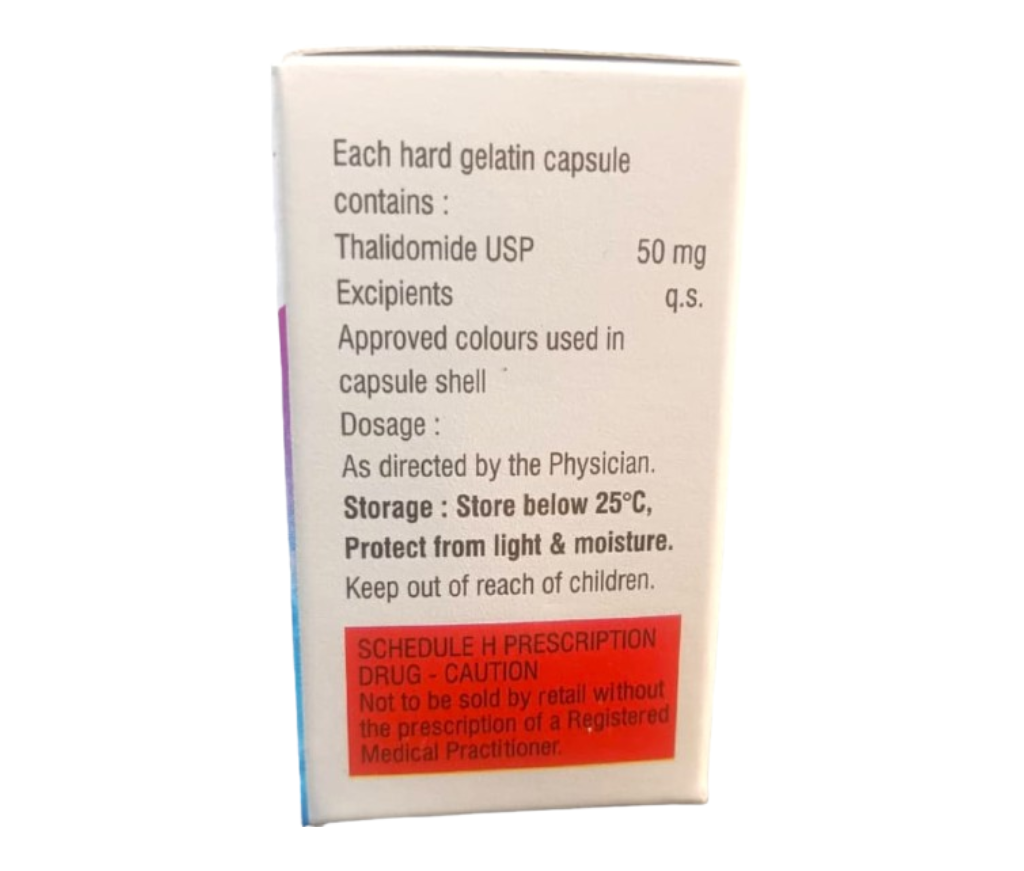 Each hard gelatin capsule
contains :
Thalidomide USP 50 mg
Excipients q.s.
Approved colours used in
capsule shell
Dosage :
As directed by the Physician.
Storage : Store below 25°C,
Protect from light & moisture.
Keep out of reach of children.
SCHEDULE H PRESCRIPTION
DRUG - CAUTION
Not to be sold by retail without
the prescription of a Registered
Medical Practitioner.